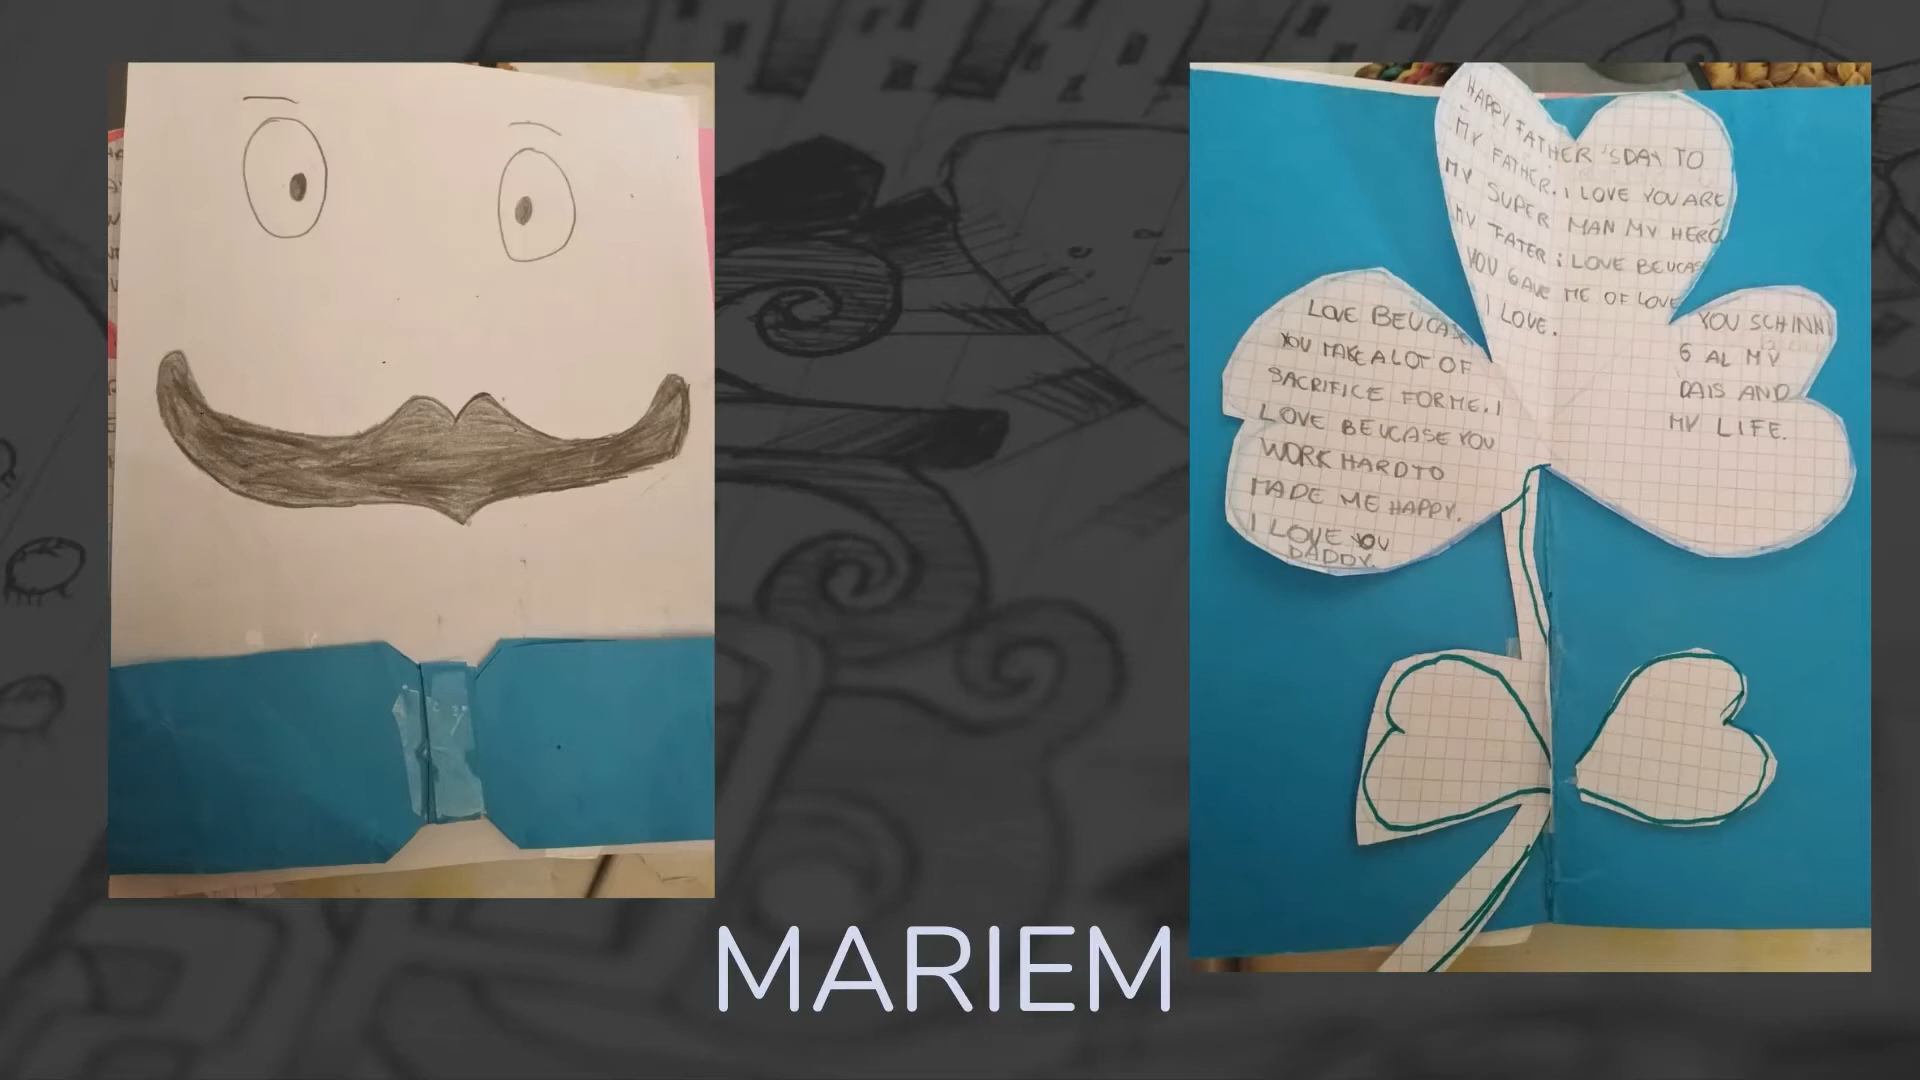 HAPPY FATHER'S DAY TO
MY FATHER. I LOVE YOU ARE
MY SUPER MAN MY HERO
MY FATER I LOVE BEUCAS
YOU GAVE ME OF LOVE
I LOVE.
LOVE BEUCAS
YOU MAKE A LOT OF
SACRIFICE FOR ME. I
LOVE BEUCASE YOU
WORK HARD TO
MADE ME HAPPY.
I LOVE YOU
DADDY.
YOU SCHINN
G AL MY
DAIS AND
MY LIFE.
MARIEM